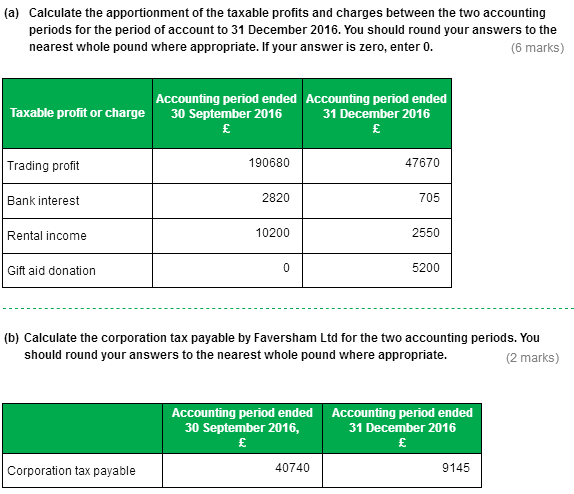 (a) Calculate the apportionment of the taxable profits and charges between the two accounting
periods for the period of account to 31 December 2016. You should round your answers to the
nearest whole pound where appropriate. If your answer is zero, enter 0. (6 marks)
Taxable profit or charge
Accounting period ended
30 September 2016
£
Accounting period ended
31 December 2016
£
Trading profit 190680 47670
Bank interest 2820 705
Rental income 10200 2550
Gift aid donation 0 5200
(b) Calculate the corporation tax payable by Faversham Ltd for the two accounting periods. You
should round your answers to the nearest whole pound where appropriate. (2 marks)
Accounting period ended
30 September 2016,
£
Accounting period ended
31 December 2016
£
Corporation tax payable 40740 9145